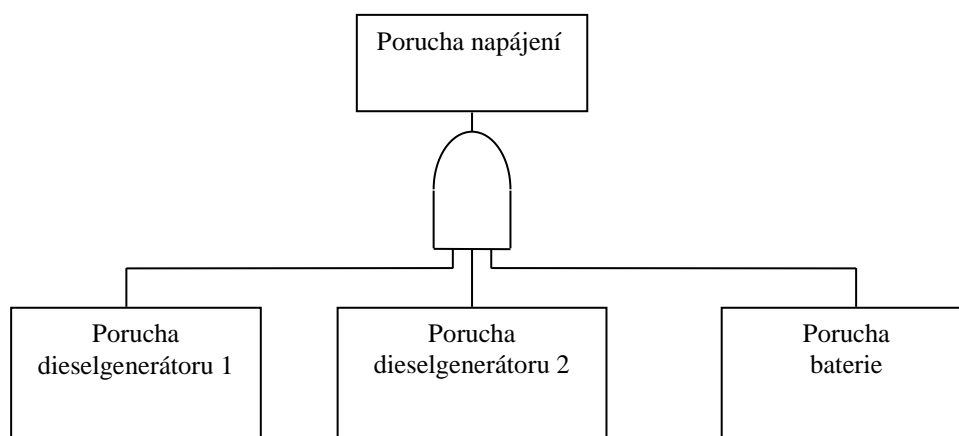 Porucha napájení
Porucha
dieselgenerátoru 1
Porucha
dieselgenerátoru 2
Porucha
baterie